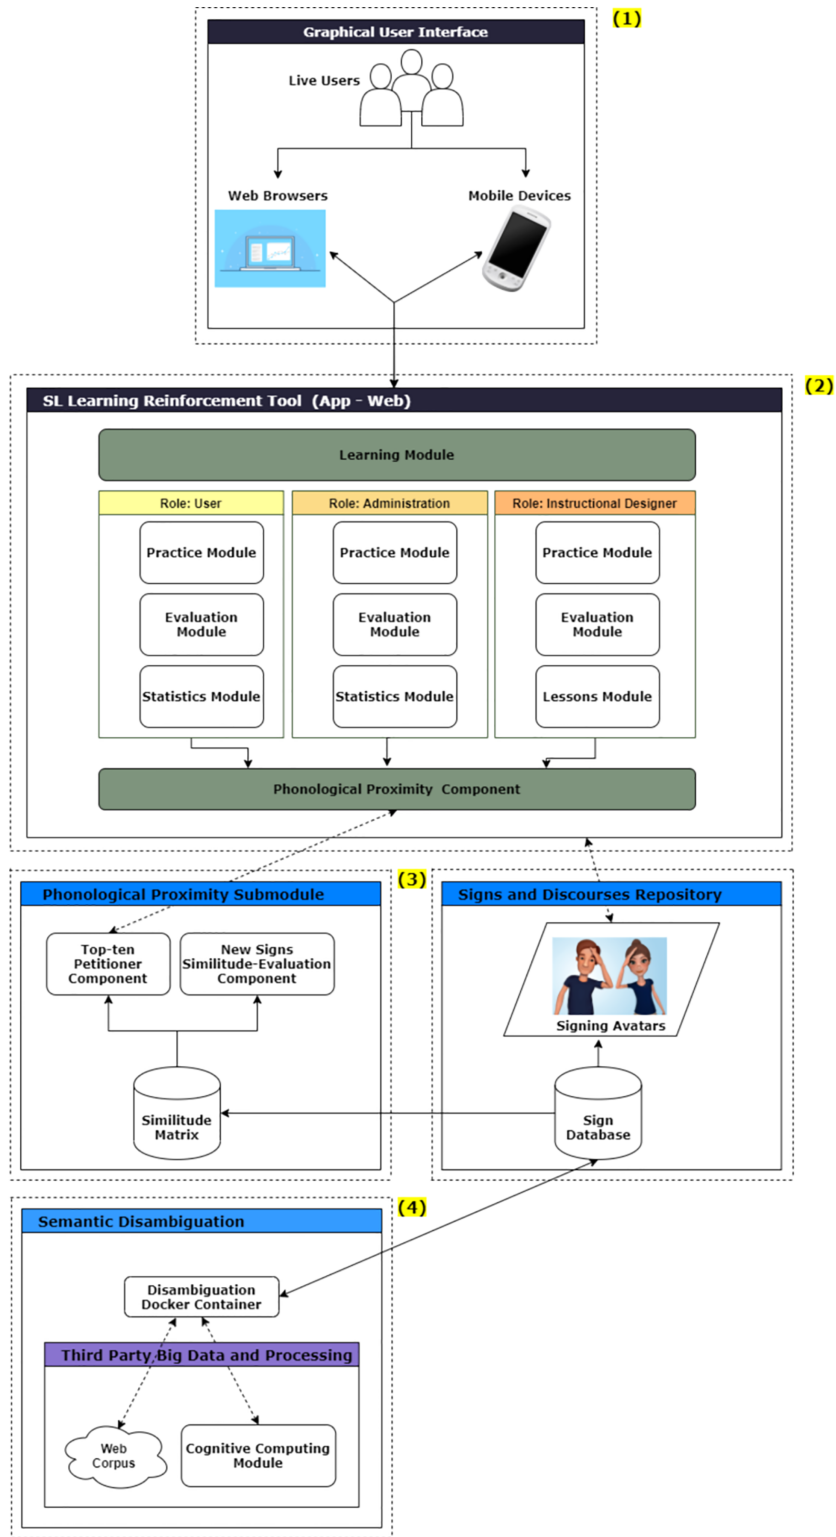 (1)
Graphical User Interface
Live Users
Web Browsers
Mobile Devices
(2)
SL Learning Reinforcement Tool (App - Web)
Learning Module
Role: User
Role: Administration
Role: Instructional Designer
Practice Module
Practice Module
Practice Module
Evaluation
Module
Evaluation
Module
Evaluation
Module
Statistics Module
Statistics Module
Lessons Module
Phonological Proximity Component
(3)
Phonological Proximity Submodule
Top-ten
Petitioner
Component
New Signs
Similitude-Evaluation
Component
Similitude
Matrix
Signs and Discourses Repository
Signing Avatars
Sign
Database
(4)
Semantic Disambiguation
Disambiguation
Docker Container
Third Party Big Data and Processing
Web
Corpus
Cognitive Computing
Module